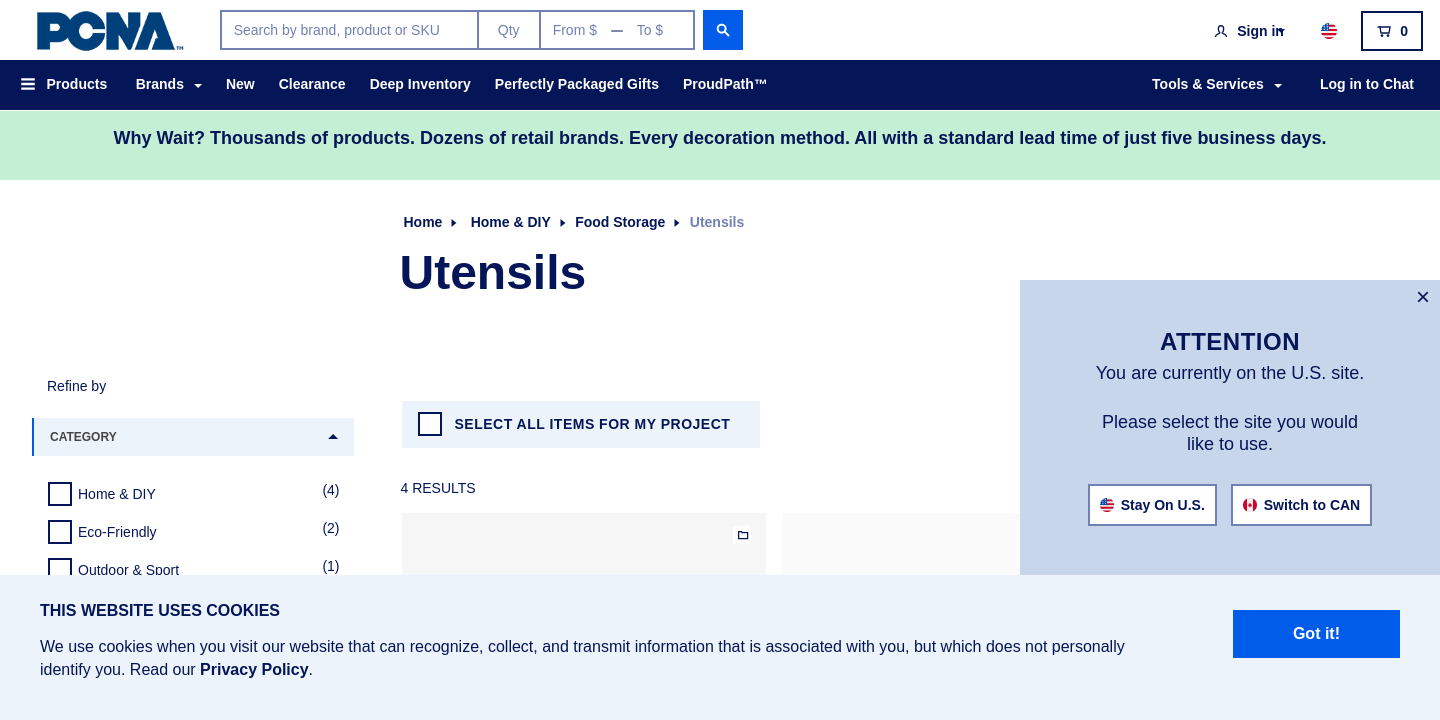 PCNA™
Search by brand, product or SKU
Qty
From $ — To $
Sign in
0
Products
Brands
New
Clearance
Deep Inventory
Perfectly Packaged Gifts
ProudPath™
Tools & Services
Log in to Chat
Why Wait? Thousands of products. Dozens of retail brands. Every decoration method. All with a standard lead time of just five business days.
Home
Home & DIY
Food Storage
Utensils
Utensils
Refine by
CATEGORY
Home & DIY (4)
Eco-Friendly (2)
Outdoor & Sport (1)
SELECT ALL ITEMS FOR MY PROJECT
4 RESULTS
×
ATTENTION
You are currently on the U.S. site.
Please select the site you would
like to use.
Stay On U.S.
Switch to CAN
THIS WEBSITE USES COOKIES
We use cookies when you visit our website that can recognize, collect, and transmit information that is associated with you, but which does not personally
identify you. Read our Privacy Policy.
Got it!